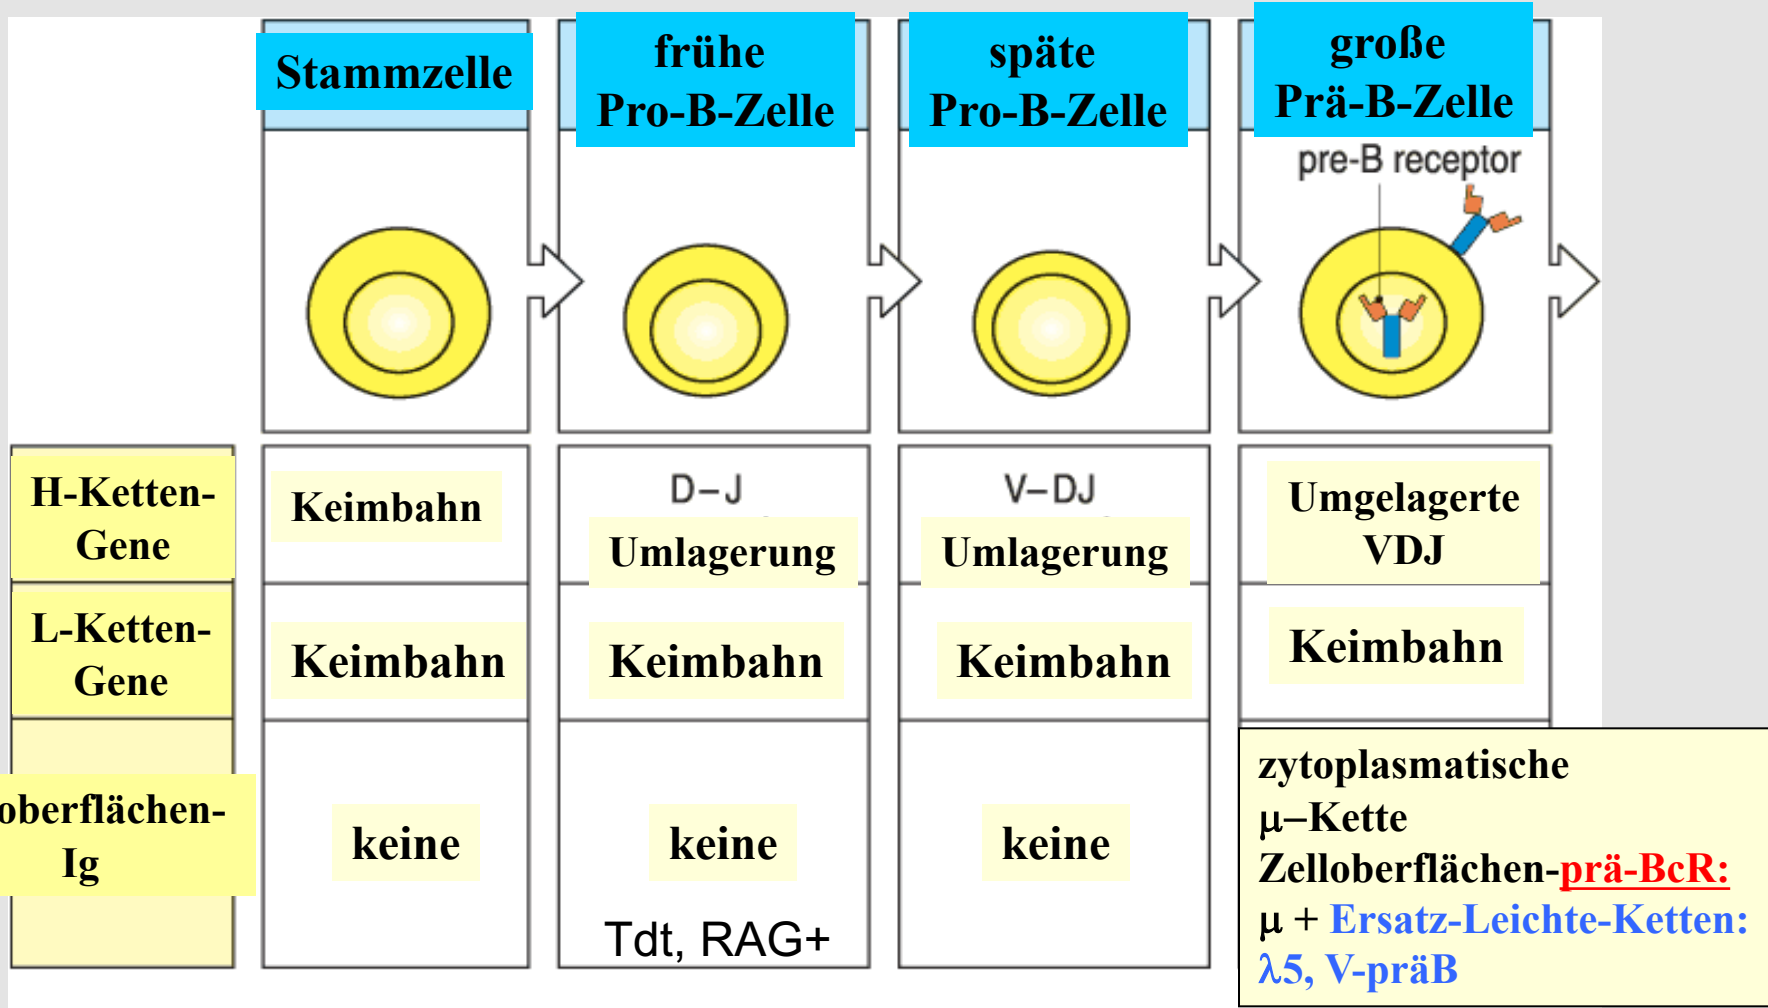 Stammzelle
frühe
Pro-B-Zelle
späte
Pro-B-Zelle
große
Prä-B-Zelle
pre-B receptor
H-Ketten-
Gene
Keimbahn
D–J
Umlagerung
V–DJ
Umlagerung
Umgelagerte
VDJ
L-Ketten-
Gene
Keimbahn
Keimbahn
Keimbahn
Keimbahn
oberflächen-
Ig
keine
keine
Tdt, RAG+
keine
zytoplasmatische
μ–Kette
Zelloberflächen-prä-BcR:
μ + Ersatz-Leichte-Ketten:
λ5, V-präB